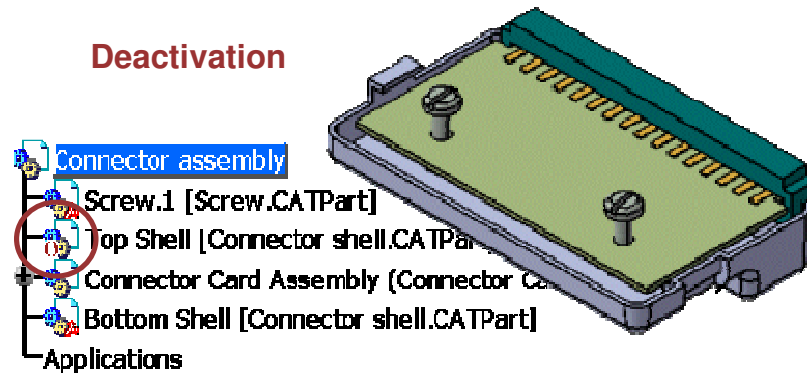 Deactivation
Connector assembly
Screw.1 [Screw.CATPart]
Top Shell [Connector shell.CATPar
Connector Card Assembly (Connector Ca
Bottom Shell [Connector shell.CATPart]
Applications